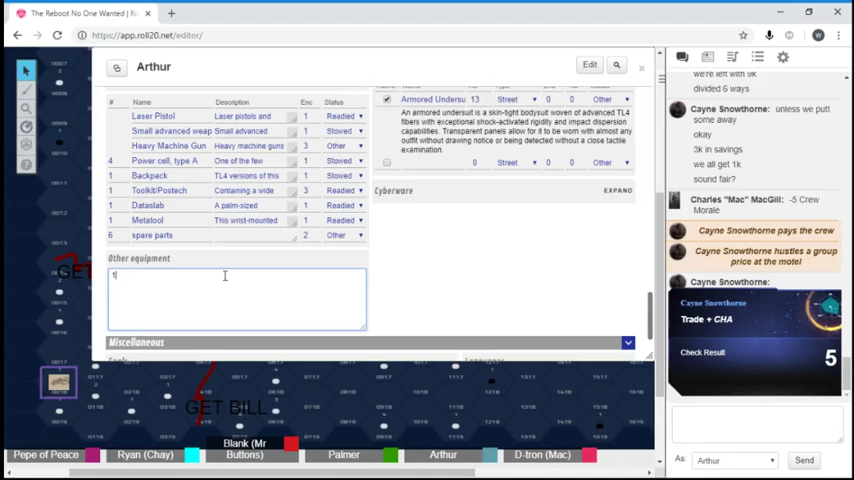 The Reboot No One Wanted | Ro
https://app.roll20.net/editor/
Arthur
Edit
# Name Description Enc Status
Laser Pistol Laser pistols and 1 Readied
Small advanced weap Small advanced 1 Stowed
Heavy Machine Gun Heavy machine guns 3 Other
4 Power cell, type A One of the few 1 Stowed
1 Backpack TL4 versions of this 1 Stowed
1 Toolkit/Postech Containing a wide 3 Readied
1 Dataslab A palm-sized 1 Readied
1 Metatool This wrist-mounted 1 Readied
6 spare parts 2 Other
Other equipment
1
Miscellaneous
Armored Undersu 13 Street 0 0 Other
An armored undersuit is a skin-tight bodysuit woven of advanced TL4
fibers with exceptional shock-activated rigidity and impact dispersion
capabilities. Transparent panels allow for it to be worn with almost any
outfit without drawing notice or being detected without a close tactile
examination.
0 Street 0 0 Other
Cyberware EXPAND
we're left with 9K
divided 6 ways
Cayne Snowthorne: unless we putt
some away
okay
3k in savings
we all get 1k
sound fair?
Charles "Mac" MacGill: -5 Crew
Morale
Cayne Snowthorne pays the crew
Cayne Snowthorne hustles a group
price at the motel
Cayne Snowthorne:
Cayne Snowthorne
Trade + CHA
Check Result 5
As: Arthur Send
GET BILL
Blank (Mr
Buttons)
Pepe of Peace
Ryan (Chay)
Palmer
Arthur
D-tron (Mac)